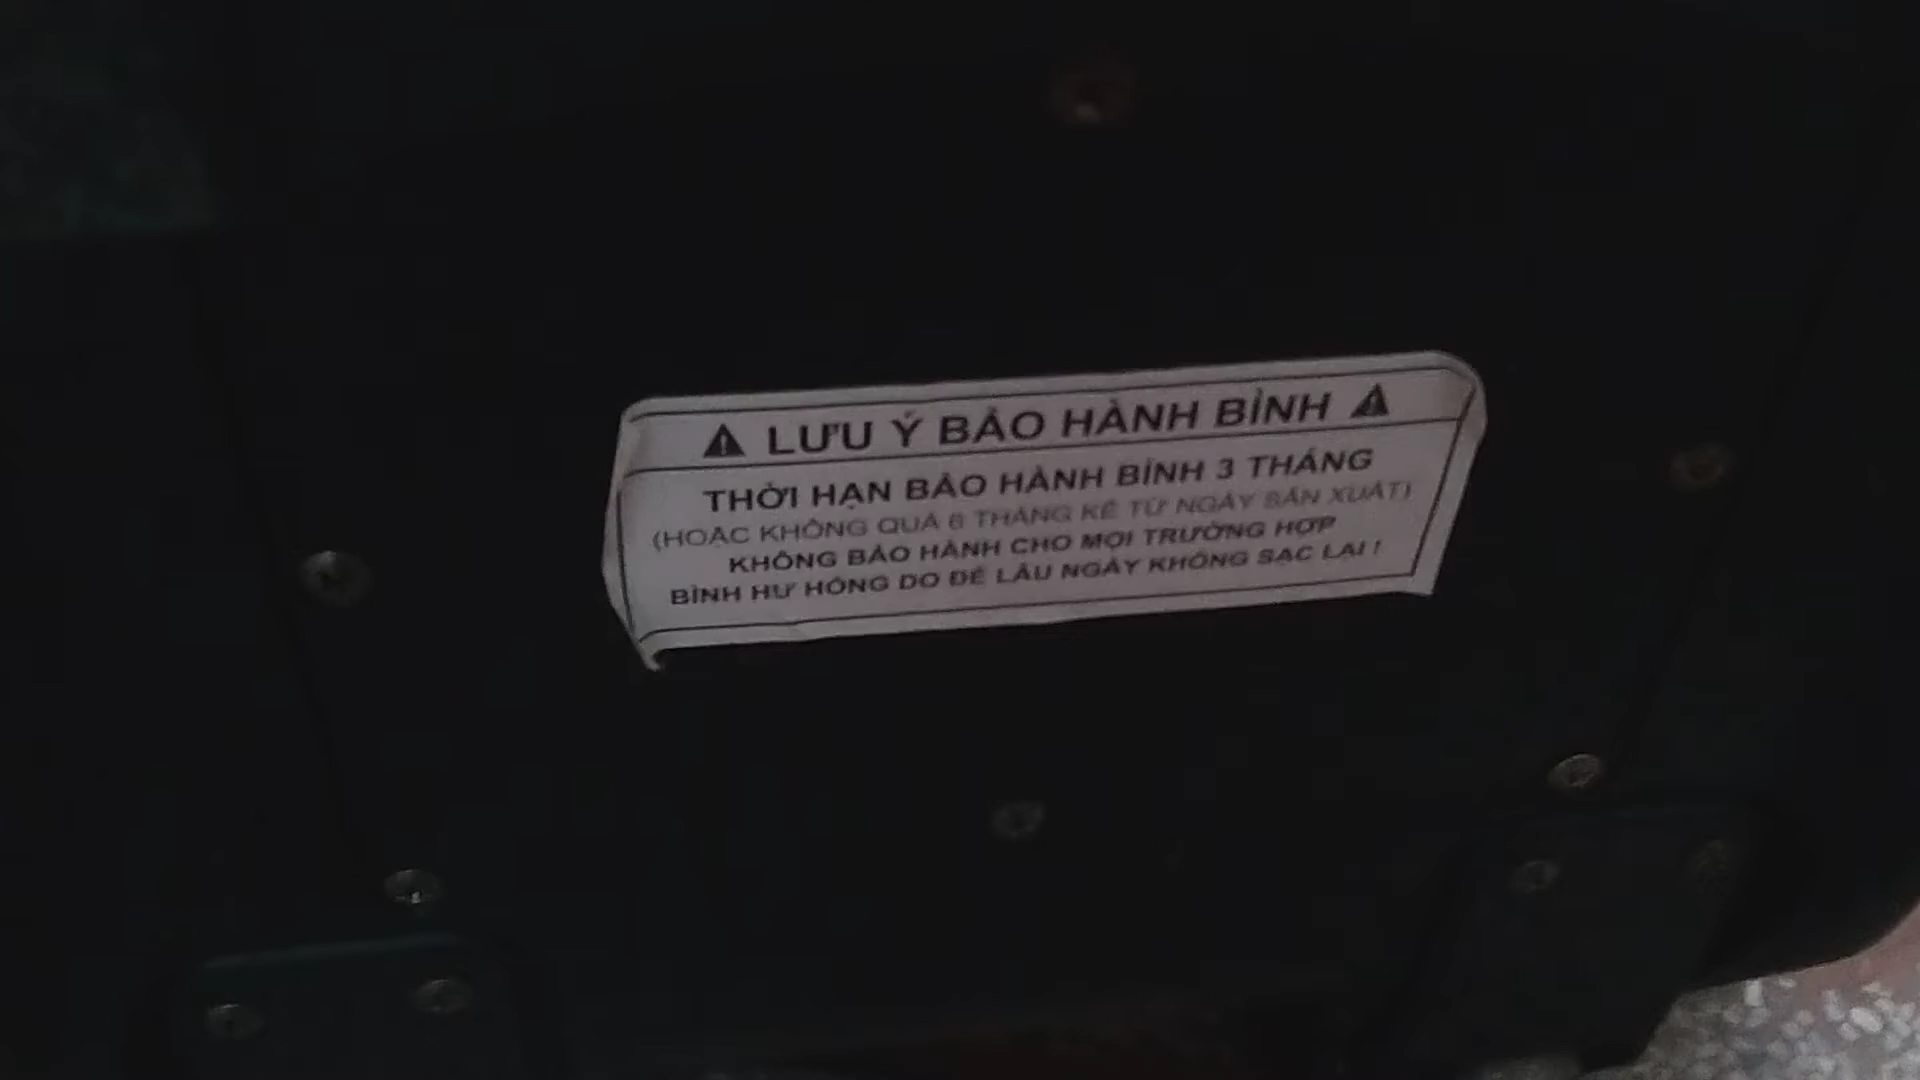 LƯU Ý BẢO HÀNH BÌNH
THỜI HẠN BẢO HÀNH BÌNH 3 THÁNG
(HOẶC KHÔNG QUÁ 6 THÁNG KỂ TỪ NGÀY SẢN XUẤT)
KHÔNG BẢO HÀNH CHO MỌI TRƯỜNG HỢP
BÌNH HƯ HỎNG DO ĐỂ LÂU NGÀY KHÔNG SẠC LẠI !